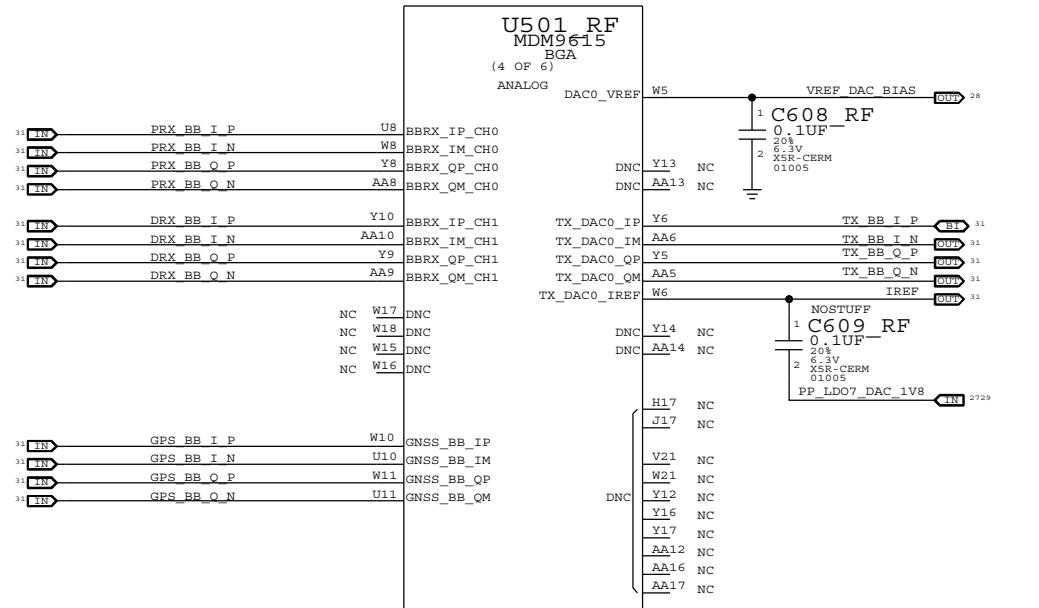 U501_RF
MDM9615
BGA
(4 OF 6)
ANALOG
DAC0_VREF W5 VREF_DAC_BIAS OUT 28
1 C608_RF
0.1UF
20%
6.3V
2 X5R-CERM
01005
31 IN PRX_BB_I_P U8 BBRX_IP_CH0
31 IN PRX_BB_I_N W8 BBRX_IM_CH0
31 IN PRX_BB_Q_P Y8 BBRX_QP_CH0
31 IN PRX_BB_Q_N AA8 BBRX_QM_CH0
DNC Y13 NC
DNC AA13 NC
31 IN DRX_BB_I_P Y10 BBRX_IP_CH1
31 IN DRX_BB_I_N AA10 BBRX_IM_CH1
31 IN DRX_BB_Q_P Y9 BBRX_QP_CH1
31 IN DRX_BB_Q_N AA9 BBRX_QM_CH1
TX_DAC0_IP Y6 TX_BB_I_P BI 31
TX_DAC0_IM AA6 TX_BB_I_N OUT 31
TX_DAC0_QP Y5 TX_BB_Q_P OUT 31
TX_DAC0_QM AA5 TX_BB_Q_N OUT 31
TX_DAC0_IREF W6 IREF OUT 31
NC W17 DNC
NC W18 DNC
NC W15 DNC
NC W16 DNC
DNC Y14 NC
DNC AA14 NC
NOSTUFF
1 C609_RF
0.1UF
20%
6.3V
2 X5R-CERM
01005
PP_LDO7_DAC_1V8 IN 2729
31 IN GPS_BB_I_P W10 GNSS_BB_IP
31 IN GPS_BB_I_N U10 GNSS_BB_IM
31 IN GPS_BB_Q_P W11 GNSS_BB_QP
31 IN GPS_BB_Q_N U11 GNSS_BB_QM
H17 NC
J17 NC
V21 NC
W21 NC
DNC Y12 NC
Y16 NC
Y17 NC
AA12 NC
AA16 NC
AA17 NC